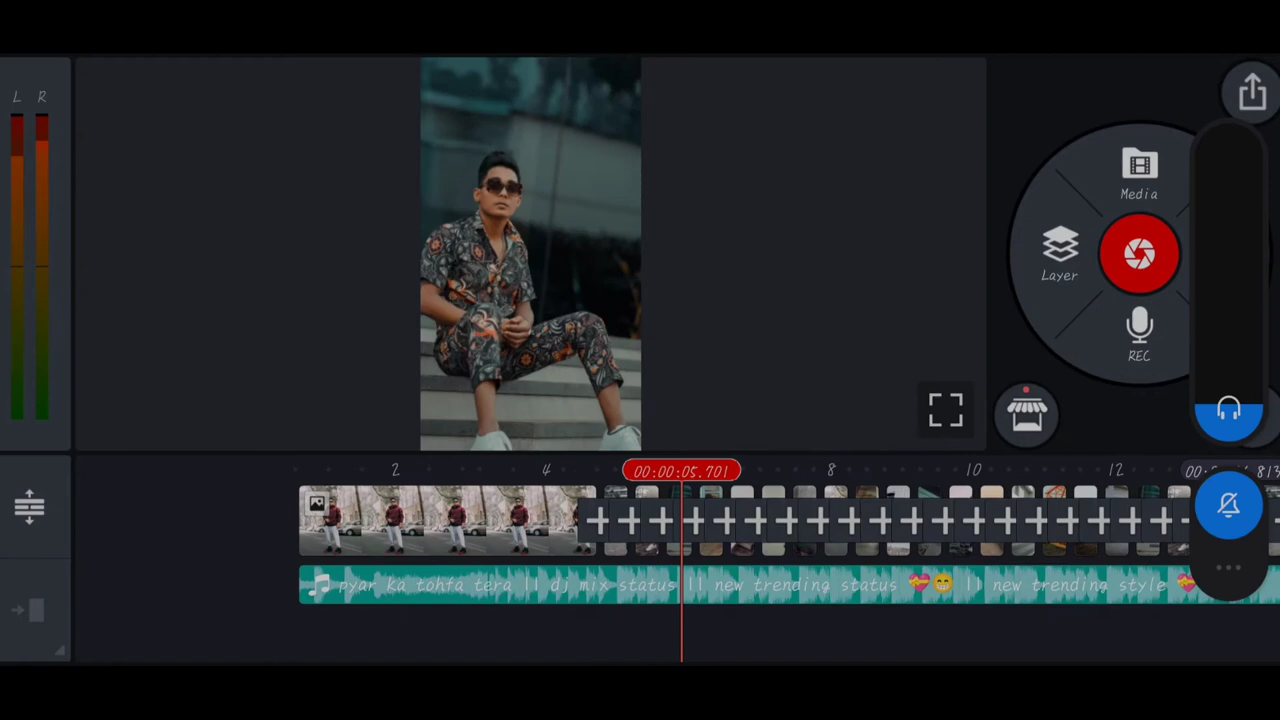 L R
Media
Layer
REC
2 4 00:00:05.701 8 10 12
pyar ka tohfa tera || dj mix status || new trending status 💝😁 || new trending style 💝